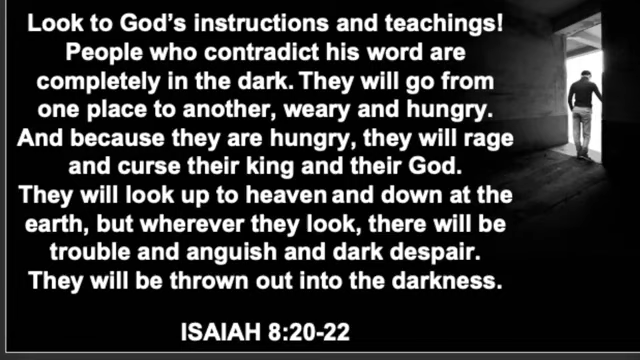 Look to God's instructions and teachings!
People who contradict his word are
completely in the dark. They will go from
one place to another, weary and hungry.
And because they are hungry, they will rage
and curse their king and their God.
They will look up to heaven and down at the
earth, but wherever they look, there will be
trouble and anguish and dark despair.
They will be thrown out into the darkness.
ISAIAH 8:20-22